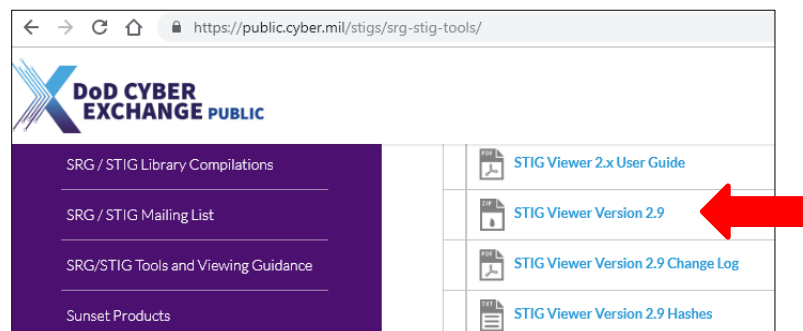 https://public.cyber.mil/stigs/srg-stig-tools/
DoD CYBER
EXCHANGE PUBLIC
SRG / STIG Library Compilations
SRG / STIG Mailing List
SRG/STIG Tools and Viewing Guidance
Sunset Products
PDF STIG Viewer 2.x User Guide
ZIP STIG Viewer Version 2.9
PDF STIG Viewer Version 2.9 Change Log
TXT STIG Viewer Version 2.9 Hashes